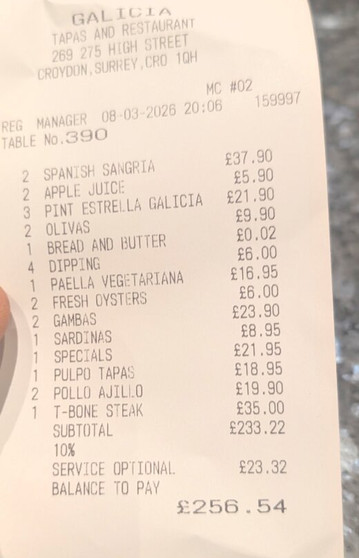 GALICIA
TAPAS AND RESTAURANT
269 275 HIGH STREET
CROYDON,SURREY,CRO 1QH
MC #02
REG MANAGER 08-03-2026 20:06 159997
TABLE No.390
2 SPANISH SANGRIA £37.90
2 APPLE JUICE £5.90
3 PINT ESTRELLA GALICIA £21.90
2 OLIVAS £9.90
1 BREAD AND BUTTER £0.02
4 DIPPING £6.00
1 PAELLA VEGETARIANA £16.95
2 FRESH OYSTERS £6.00
2 GAMBAS £23.90
1 SARDINAS £8.95
1 SPECIALS £21.95
1 PULPO TAPAS £18.95
2 POLLO AJILLO £19.90
1 T-BONE STEAK £35.00
SUBTOTAL £233.22
10%
SERVICE OPTIONAL £23.32
BALANCE TO PAY
£256.54